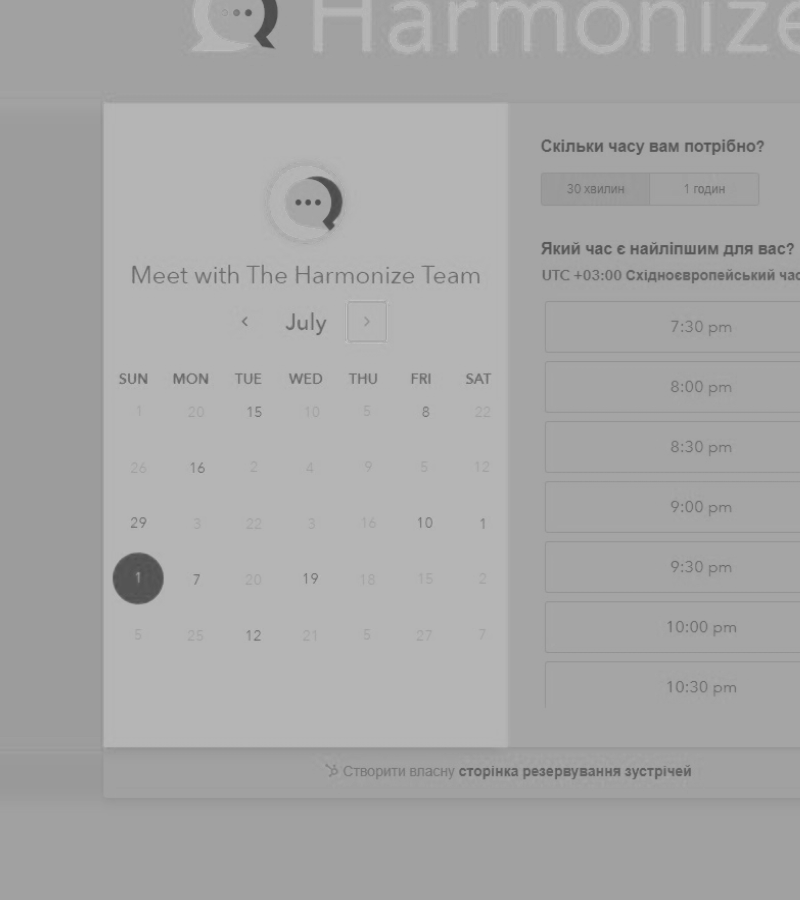 Harmonize
Meet with The Harmonize Team
July
SUN MON TUE WED THU FRI SAT
1 20 15 10 5 8 22
26 16 2 4 9 5 12
29 3 22 3 16 10 1
1 7 20 19 18 15 2
5 25 12 21 5 27 7
Скільки часу вам потрібно?
30 хвилин 1 годин
Який час є найліпшим для вас?
UTC +03:00 Східноєвропейський час
7:30 pm
8:00 pm
8:30 pm
9:00 pm
9:30 pm
10:00 pm
10:30 pm
Створити власну сторінка резервування зустрічей